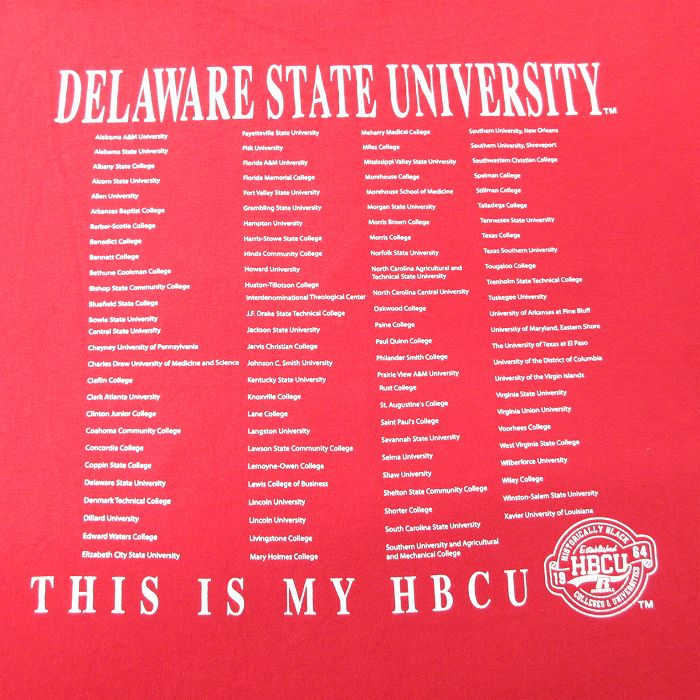 DELAWARE STATE UNIVERSITY™
Alabama A&M University
Alabama State University
Albany State College
Alcorn State University
Allen University
Arkansas Baptist College
Barber-Scotia College
Benedict College
Bennett College
Bethune Cookman College
Bishop State Community College
Bluefield State College
Bowie State University
Central State University
Cheyney University of Pennsylvania
Charles Drew University of Medicine and Science
Claflin College
Clark Atlanta University
Clinton Junior College
Coahoma Community College
Concordia College
Coppin State College
Delaware State University
Denmark Technical College
Dillard University
Edward Waters College
Elizabeth City State University
Fayetteville State University
Fisk University
Florida A&M University
Florida Memorial College
Fort Valley State University
Grambling State University
Hampton University
Harris-Stowe State College
Hinds Community College
Howard University
Huston-Tillotson College
Interdenominational Theological Center
J.F. Drake State Technical College
Jackson State University
Jarvis Christian College
Johnson C. Smith University
Kentucky State University
Knoxville College
Lane College
Langston University
Lawson State Community College
Lemoyne-Owen College
Lewis College of Business
Lincoln University
Lincoln University
Livingstone College
Mary Holmes College
Meharry Medical College
Miles College
Mississippi Valley State University
Morehouse College
Morehouse School of Medicine
Morgan State University
Morris Brown College
Morris College
Norfolk State University
North Carolina Agricultural and
Technical State University
North Carolina Central University
Oakwood College
Paine College
Paul Quinn College
Philander Smith College
Prairie View A&M University
Rust College
St. Augustine's College
Saint Paul's College
Savannah State University
Selma University
Shaw University
Shelton State Community College
Shorter College
South Carolina State University
Southern University and Agricultural
and Mechanical College
Southern University, New Orleans
Southern University, Shreveport
Southwestern Christian College
Spelman College
Stillman College
Talladega College
Tennessee State University
Texas College
Texas Southern University
Tougaloo College
Trenholm State Technical College
Tuskegee University
University of Arkansas at Pine Bluff
University of Maryland, Eastern Shore
The University of Texas at El Paso
University of the District of Columbia
University of the Virgin Islands
Virginia State University
Virginia Union University
Voorhees College
West Virginia State College
Wilberforce University
Wiley College
Winston-Salem State University
Xavier University of Louisiana
THIS IS MY HBCU
HISTORICALLY BLACK
Established
19 HBCU 64
R
COLLEGES & UNIVERSITIES
™